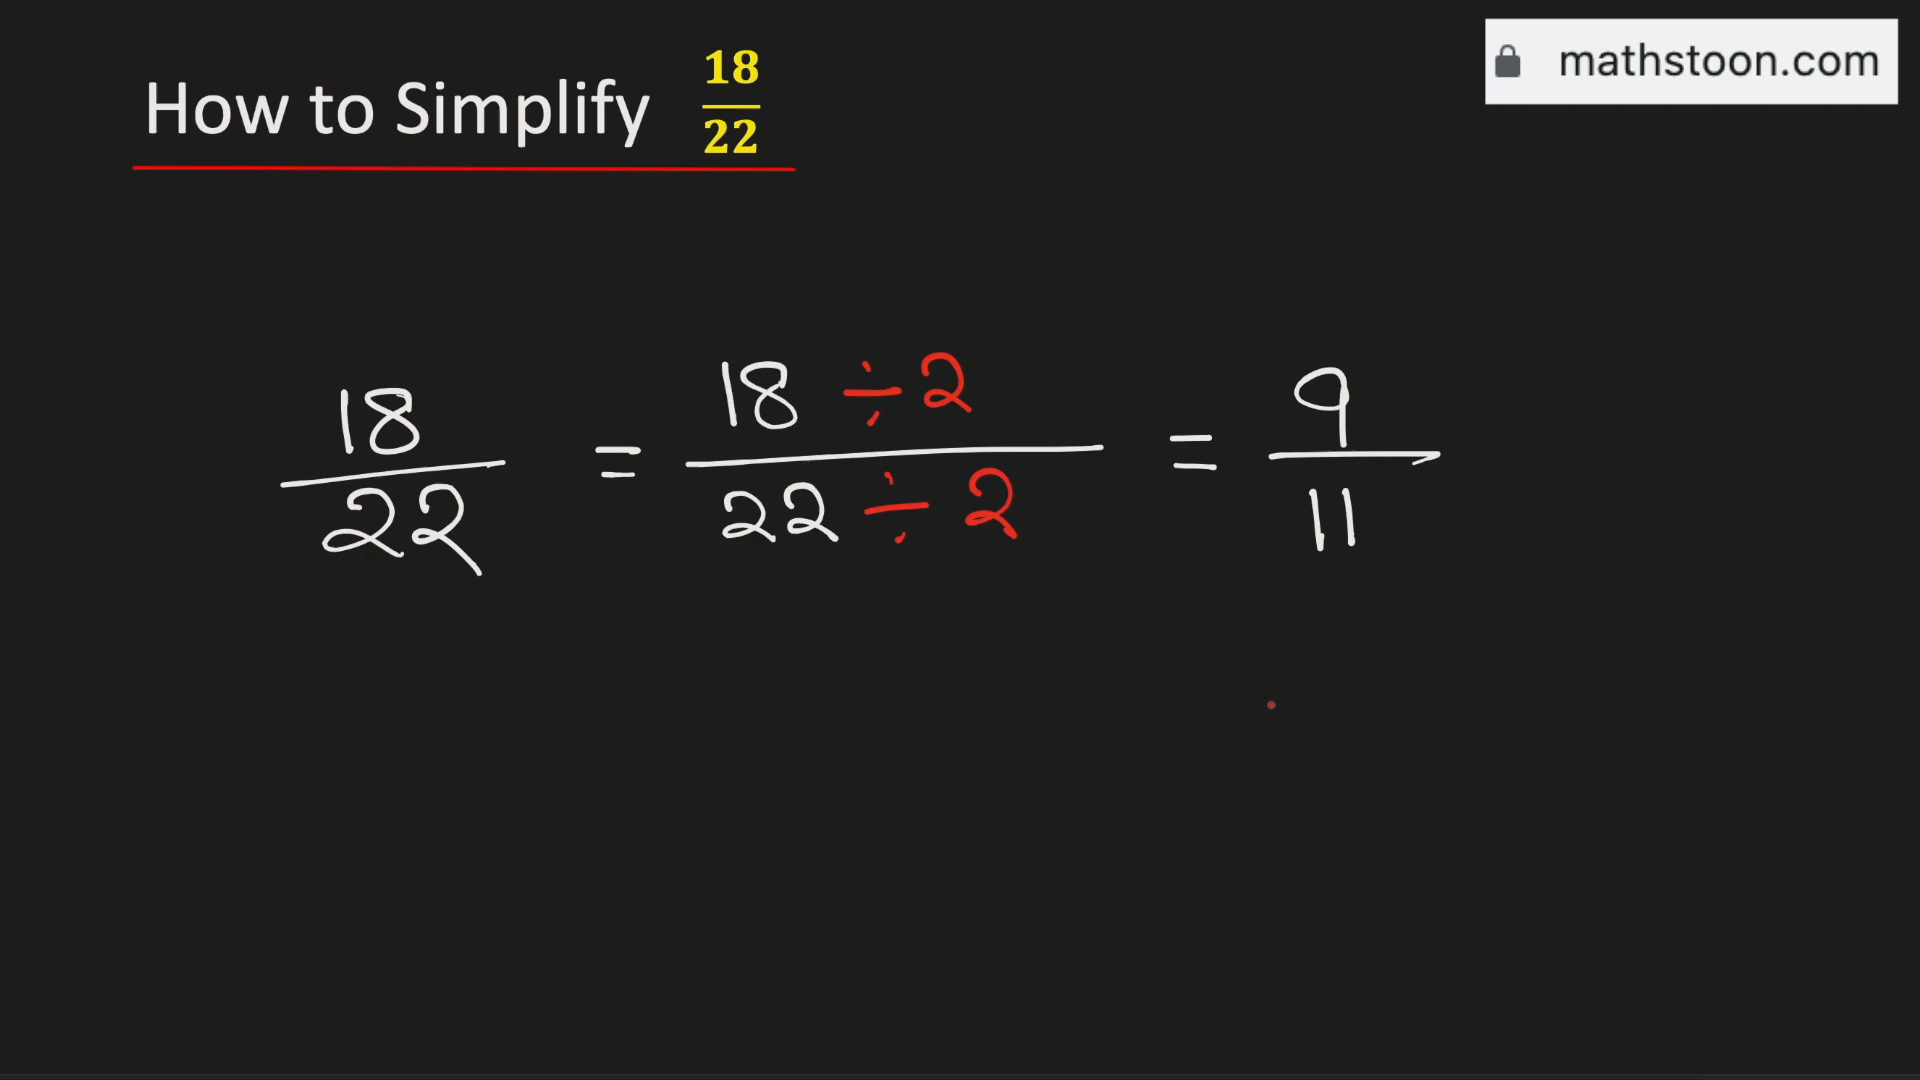 How to Simplify 18/22
mathstoon.com
18/22 = 18 ÷ 2/22 ÷ 2 = 9/11